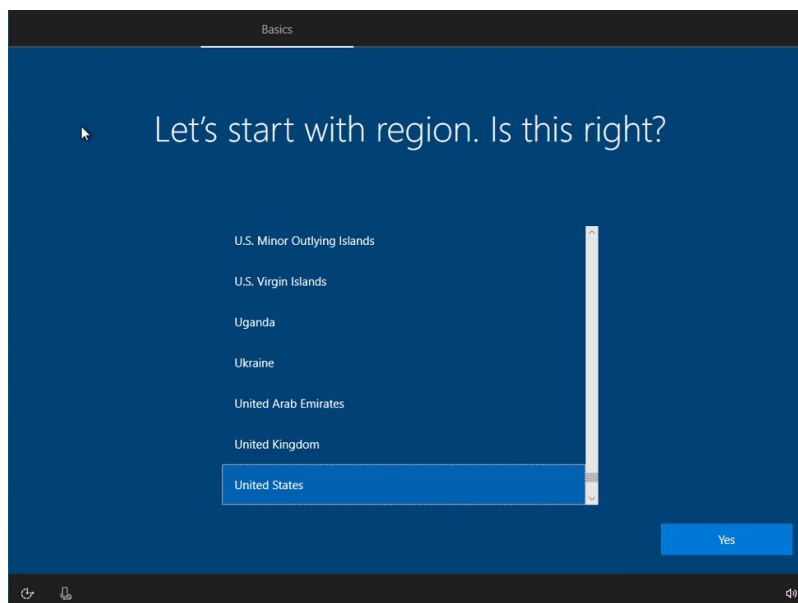 Basics
Let's start with region. Is this right?
U.S. Minor Outlying Islands
U.S. Virgin Islands
Uganda
Ukraine
United Arab Emirates
United Kingdom
United States
Yes